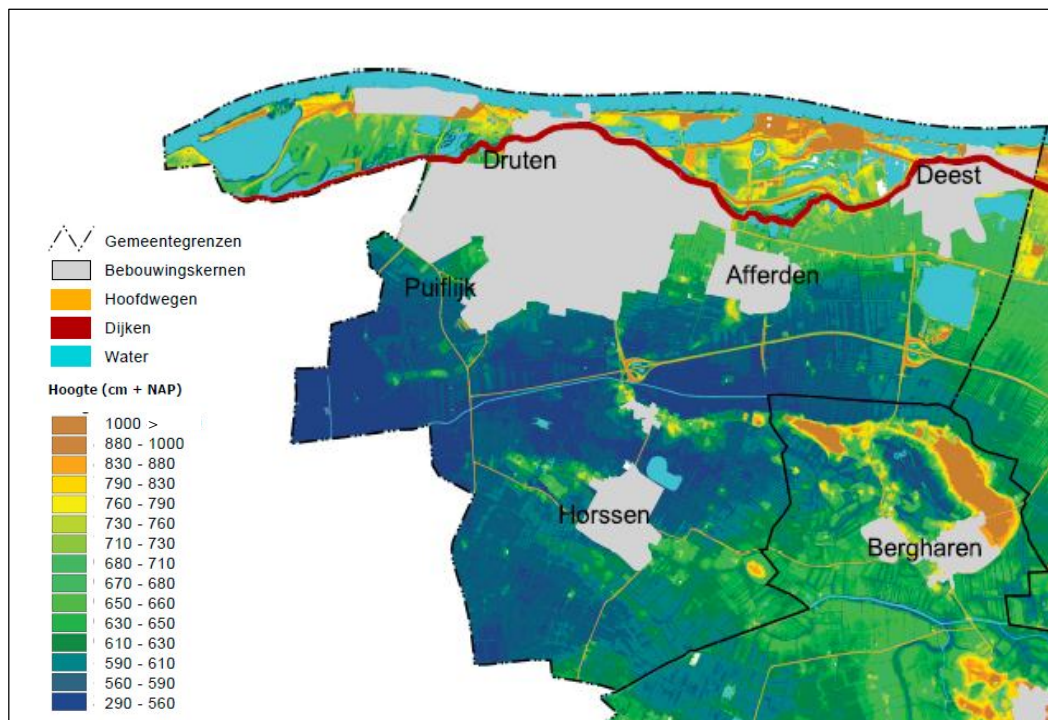 Druten
Deest
Puiflijk
Afferden
Horssen
Bergharen
Gemeentegrenzen
Bebouwingskernen
Hoofdwegen
Dijken
Water
Hoogte (cm + NAP)
1000 >
880 - 1000
830 - 880
790 - 830
760 - 790
730 - 760
710 - 730
680 - 710
670 - 680
650 - 660
630 - 650
610 - 630
590 - 610
560 - 590
290 - 560